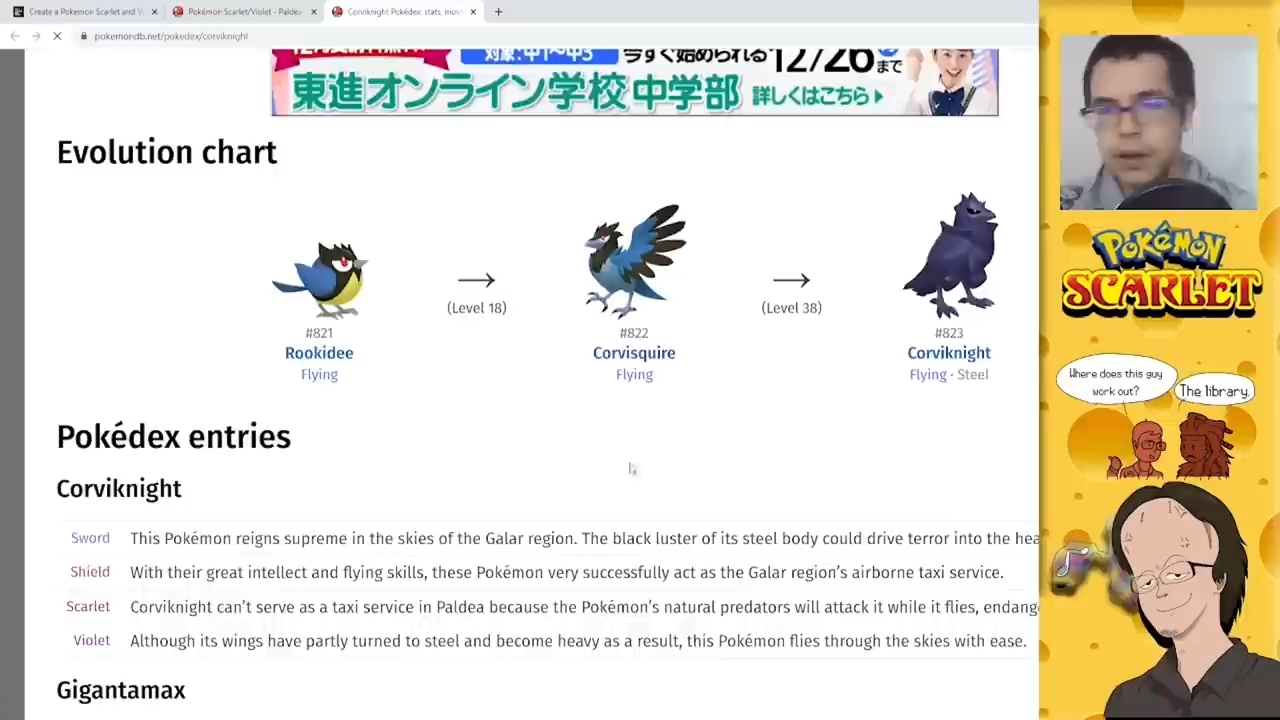 Create a Pokemon Scarlet and V
Pokémon Scarlet/Violet - Paldea
Corviknight Pokédex: stats, mov
pokemondb.net/pokedex/corviknight
対象:中1〜中3
今すぐ始められる12/26まで
東進オンライン学校 中学部 詳しくはこちら
Evolution chart
(Level 18)
(Level 38)
#821
#822
#823
Rookidee
Corvisquire
Corviknight
Flying
Flying
Flying · Steel
Pokédex entries
Corviknight
Sword This Pokémon reigns supreme in the skies of the Galar region. The black luster of its steel body could drive terror into the hea
Shield With their great intellect and flying skills, these Pokémon very successfully act as the Galar region's airborne taxi service.
Scarlet Corviknight can't serve as a taxi service in Paldea because the Pokémon's natural predators will attack it while it flies, endang
Violet Although its wings have partly turned to steel and become heavy as a result, this Pokémon flies through the skies with ease.
Gigantamax
POKÉMON
SCARLET
Where does this guy
work out?
The library.